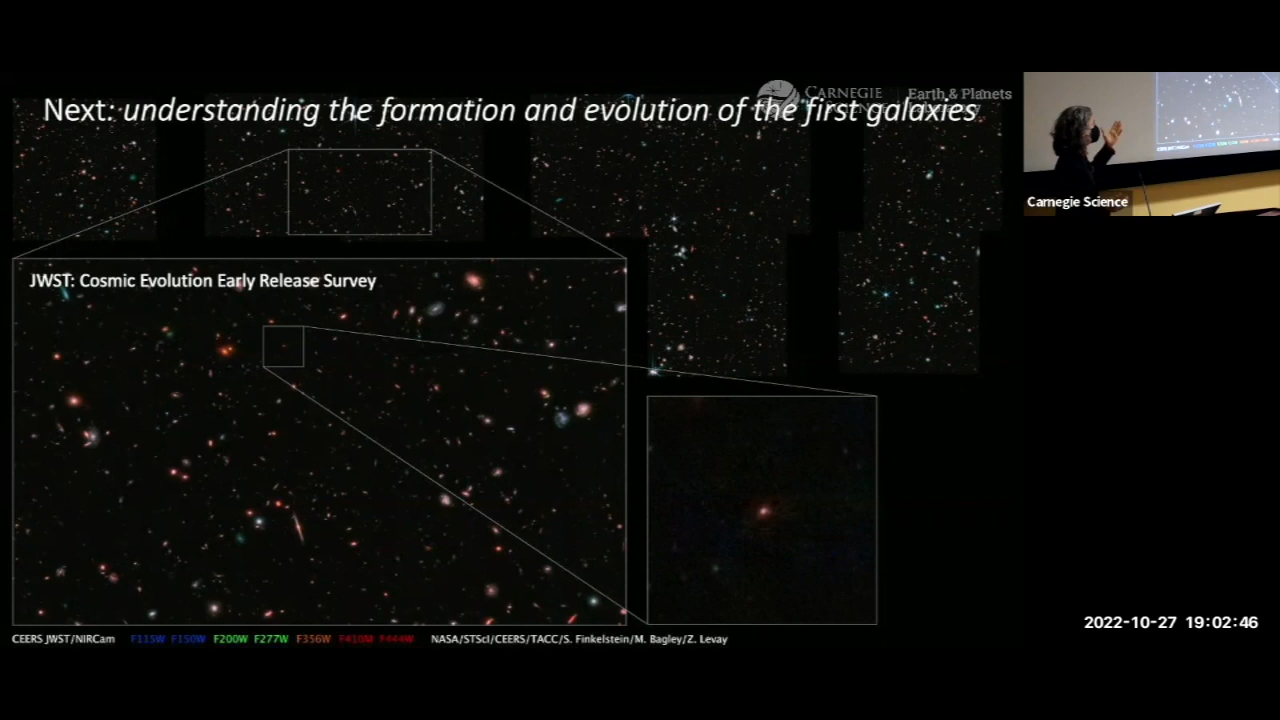 Next: understanding the formation and evolution of the first galaxies
CARNEGIE SCIENCE
Earth & Planets
Carnegie Science
JWST: Cosmic Evolution Early Release Survey
CEERS JWST/NIRCam F115W F150W F200W F277W F356W F410M F444W NASA/STScI/CEERS/TACC/S. Finkelstein/M. Bagley/Z. Levay
2022-10-27 19:02:46